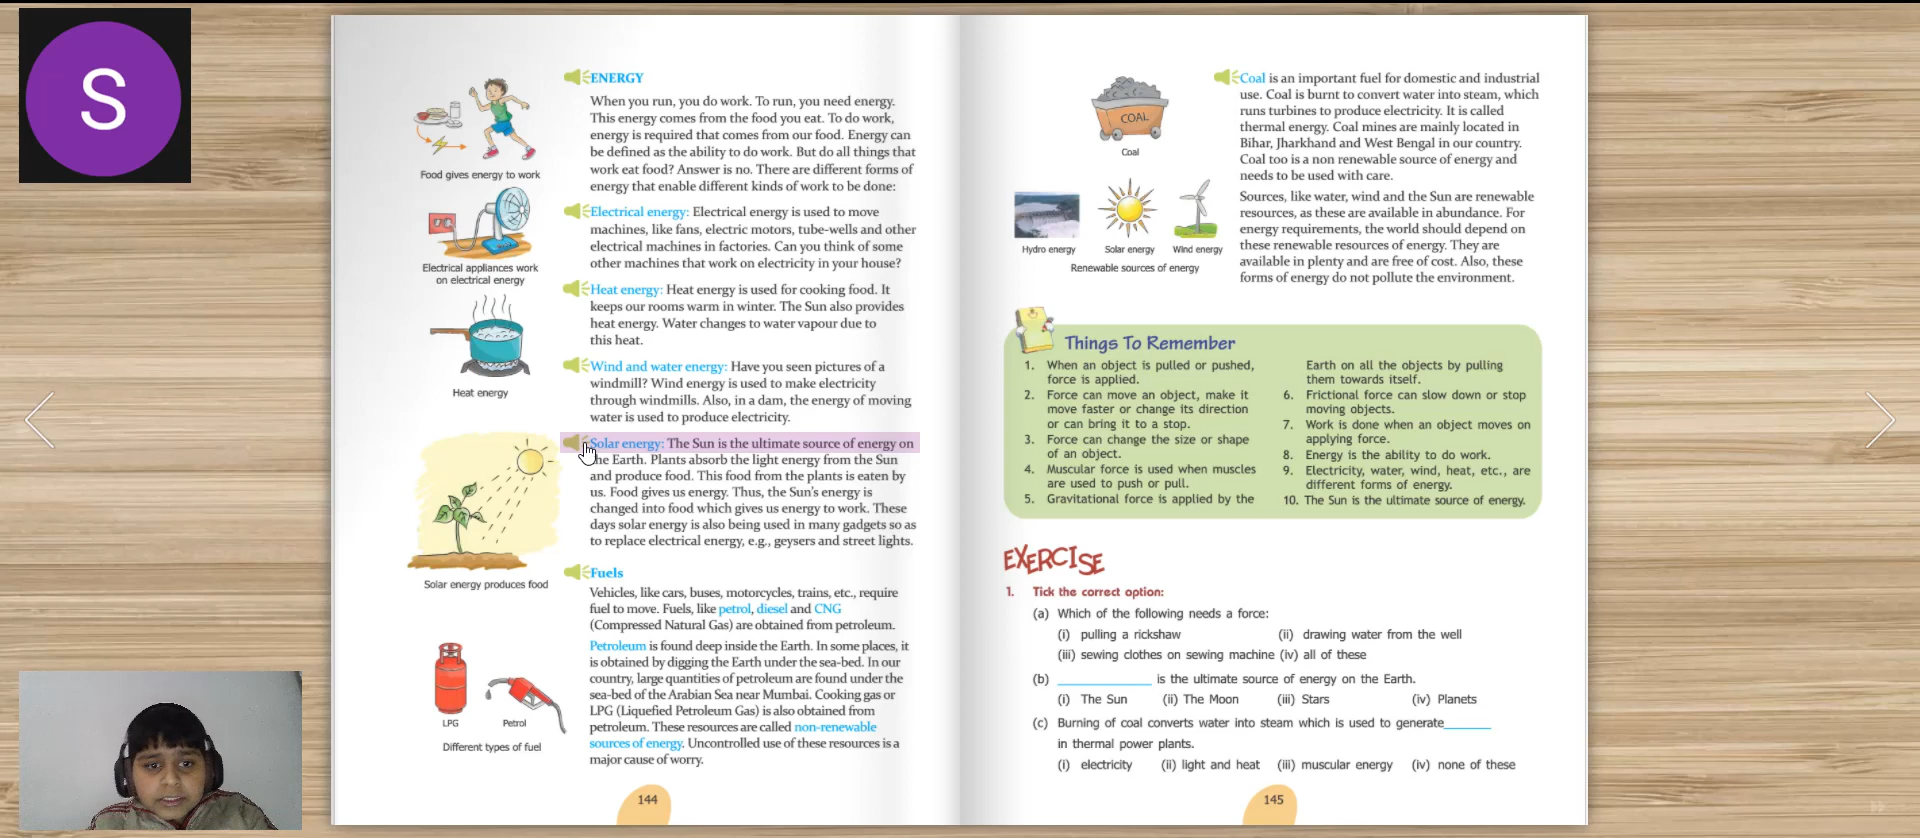 S
ENERGY
When you run, you do work. To run, you need energy.
This energy comes from the food you eat. To do work,
energy is required that comes from our food. Energy can
be defined as the ability to do work. But do all things that
work eat food? Answer is no. There are different forms of
energy that enable different kinds of work to be done:
Food gives energy to work
Electrical energy: Electrical energy is used to move
machines, like fans, electric motors, tube-wells and other
electrical machines in factories. Can you think of some
other machines that work on electricity in your house?
Electrical appliances work
on electrical energy
Heat energy: Heat energy is used for cooking food. It
keeps our rooms warm in winter. The Sun also provides
heat energy. Water changes to water vapour due to
this heat.
Heat energy
Wind and water energy: Have you seen pictures of a
windmill? Wind energy is used to make electricity
through windmills. Also, in a dam, the energy of moving
water is used to produce electricity.
Solar energy: The Sun is the ultimate source of energy on
the Earth. Plants absorb the light energy from the Sun
and produce food. This food from the plants is eaten by
us. Food gives us energy. Thus, the Sun's energy is
changed into food which gives us energy to work. These
days solar energy is also being used in many gadgets so as
to replace electrical energy, e.g., geysers and street lights.
Solar energy produces food
Fuels
Vehicles, like cars, buses, motorcycles, trains, etc., require
fuel to move. Fuels, like petrol, diesel and CNG
(Compressed Natural Gas) are obtained from petroleum.
Petroleum is found deep inside the Earth. In some places, it
is obtained by digging the Earth under the sea-bed. In our
country, large quantities of petroleum are found under the
sea-bed of the Arabian Sea near Mumbai. Cooking gas or
LPG (Liquefied Petroleum Gas) is also obtained from
petroleum. These resources are called non-renewable
sources of energy. Uncontrolled use of these resources is a
major cause of worry.
LPG Petrol
Different types of fuel
144
COAL
Coal
Coal is an important fuel for domestic and industrial
use. Coal is burnt to convert water into steam, which
runs turbines to produce electricity. It is called
thermal energy. Coal mines are mainly located in
Bihar, Jharkhand and West Bengal in our country.
Coal too is a non renewable source of energy and
needs to be used with care.
Sources, like water, wind and the Sun are renewable
resources, as these are available in abundance. For
energy requirements, the world should depend on
these renewable resources of energy. They are
available in plenty and are free of cost. Also, these
forms of energy do not pollute the environment.
Hydro energy Solar energy Wind energy
Renewable sources of energy
Things To Remember
1. When an object is pulled or pushed,
force is applied.
2. Force can move an object, make it
move faster or change its direction
or can bring it to a stop.
3. Force can change the size or shape
of an object.
4. Muscular force is used when muscles
are used to push or pull.
5. Gravitational force is applied by the
Earth on all the objects by pulling
them towards itself.
6. Frictional force can slow down or stop
moving objects.
7. Work is done when an object moves on
applying force.
8. Energy is the ability to do work.
9. Electricity, water, wind, heat, etc., are
different forms of energy.
10. The Sun is the ultimate source of energy.
EXERCISE
1. Tick the correct option:
(a) Which of the following needs a force:
(i) pulling a rickshaw (ii) drawing water from the well
(iii) sewing clothes on sewing machine (iv) all of these
(b) ______________ is the ultimate source of energy on the Earth.
(i) The Sun (ii) The Moon (iii) Stars (iv) Planets
(c) Burning of coal converts water into steam which is used to generate_______
in thermal power plants.
(i) electricity (ii) light and heat (iii) muscular energy (iv) none of these
145